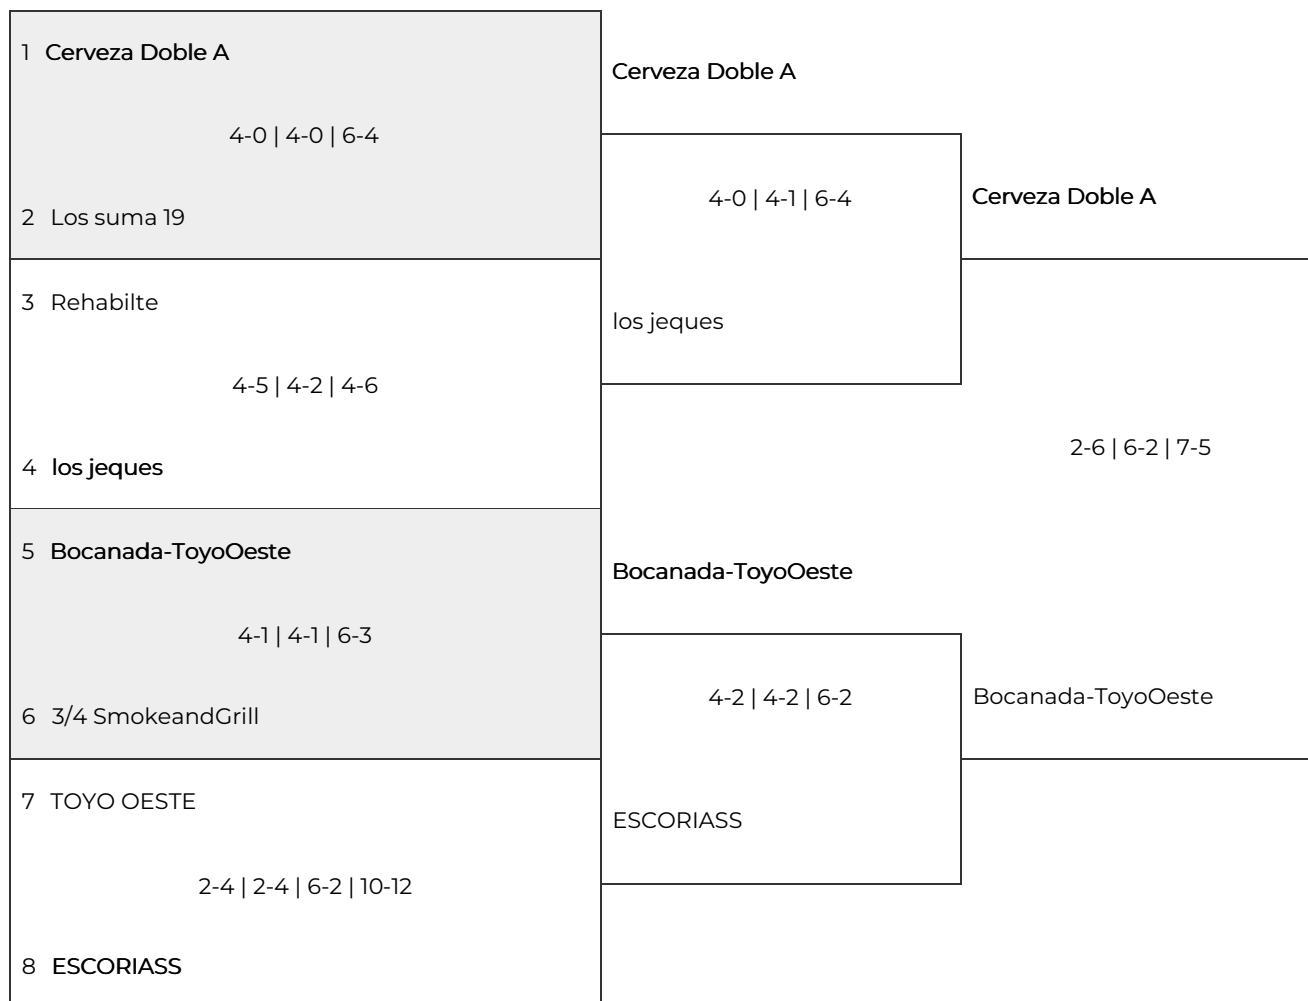 1 Cerveza Doble A
4-0 | 4-0 | 6-4
2 Los suma 19
3 Rehabilte
4-5 | 4-2 | 4-6
4 los jeques
5 Bocanada-ToyoOeste
4-1 | 4-1 | 6-3
6 3/4 SmokeandGrill
7 TOYO OESTE
2-4 | 2-4 | 6-2 | 10-12
8 ESCORIASS
Cerveza Doble A
4-0 | 4-1 | 6-4
los jeques
Bocanada-ToyoOeste
4-2 | 4-2 | 6-2
ESCORIASS
Cerveza Doble A
2-6 | 6-2 | 7-5
Bocanada-ToyoOeste